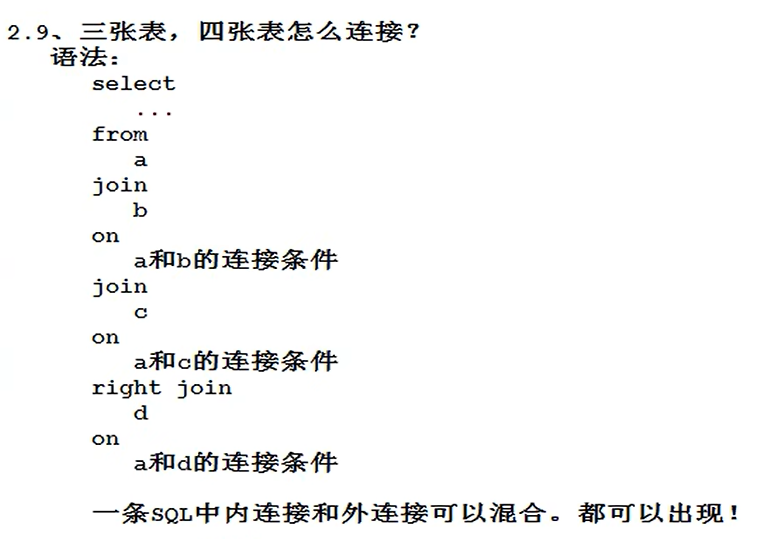 2.9、三张表，四张表怎么连接？
语法：
select
...
from
a
join
b
on
a和b的连接条件
join
c
on
a和c的连接条件
right join
d
on
a和d的连接条件
一条SQL中内连接和外连接可以混合。都可以出现！